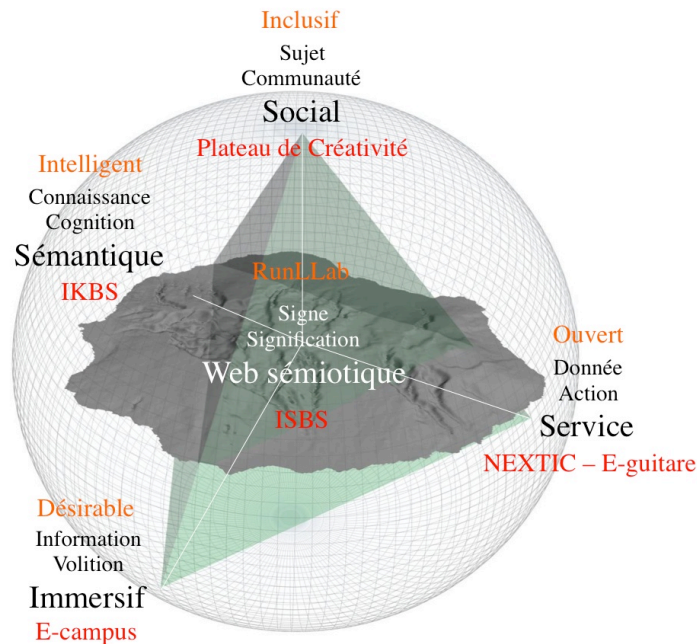 Inclusif
Sujet
Communauté
Social
Plateau de Créativité
Intelligent
Connaissance
Cognition
Sémantique
IKBS
RunLLab
Signe
Signification
Web sémiotique
ISBS
Ouvert
Donnée
Action
Service
NEXTIC – E-guitare
Désirable
Information
Volition
Immersif
E-campus